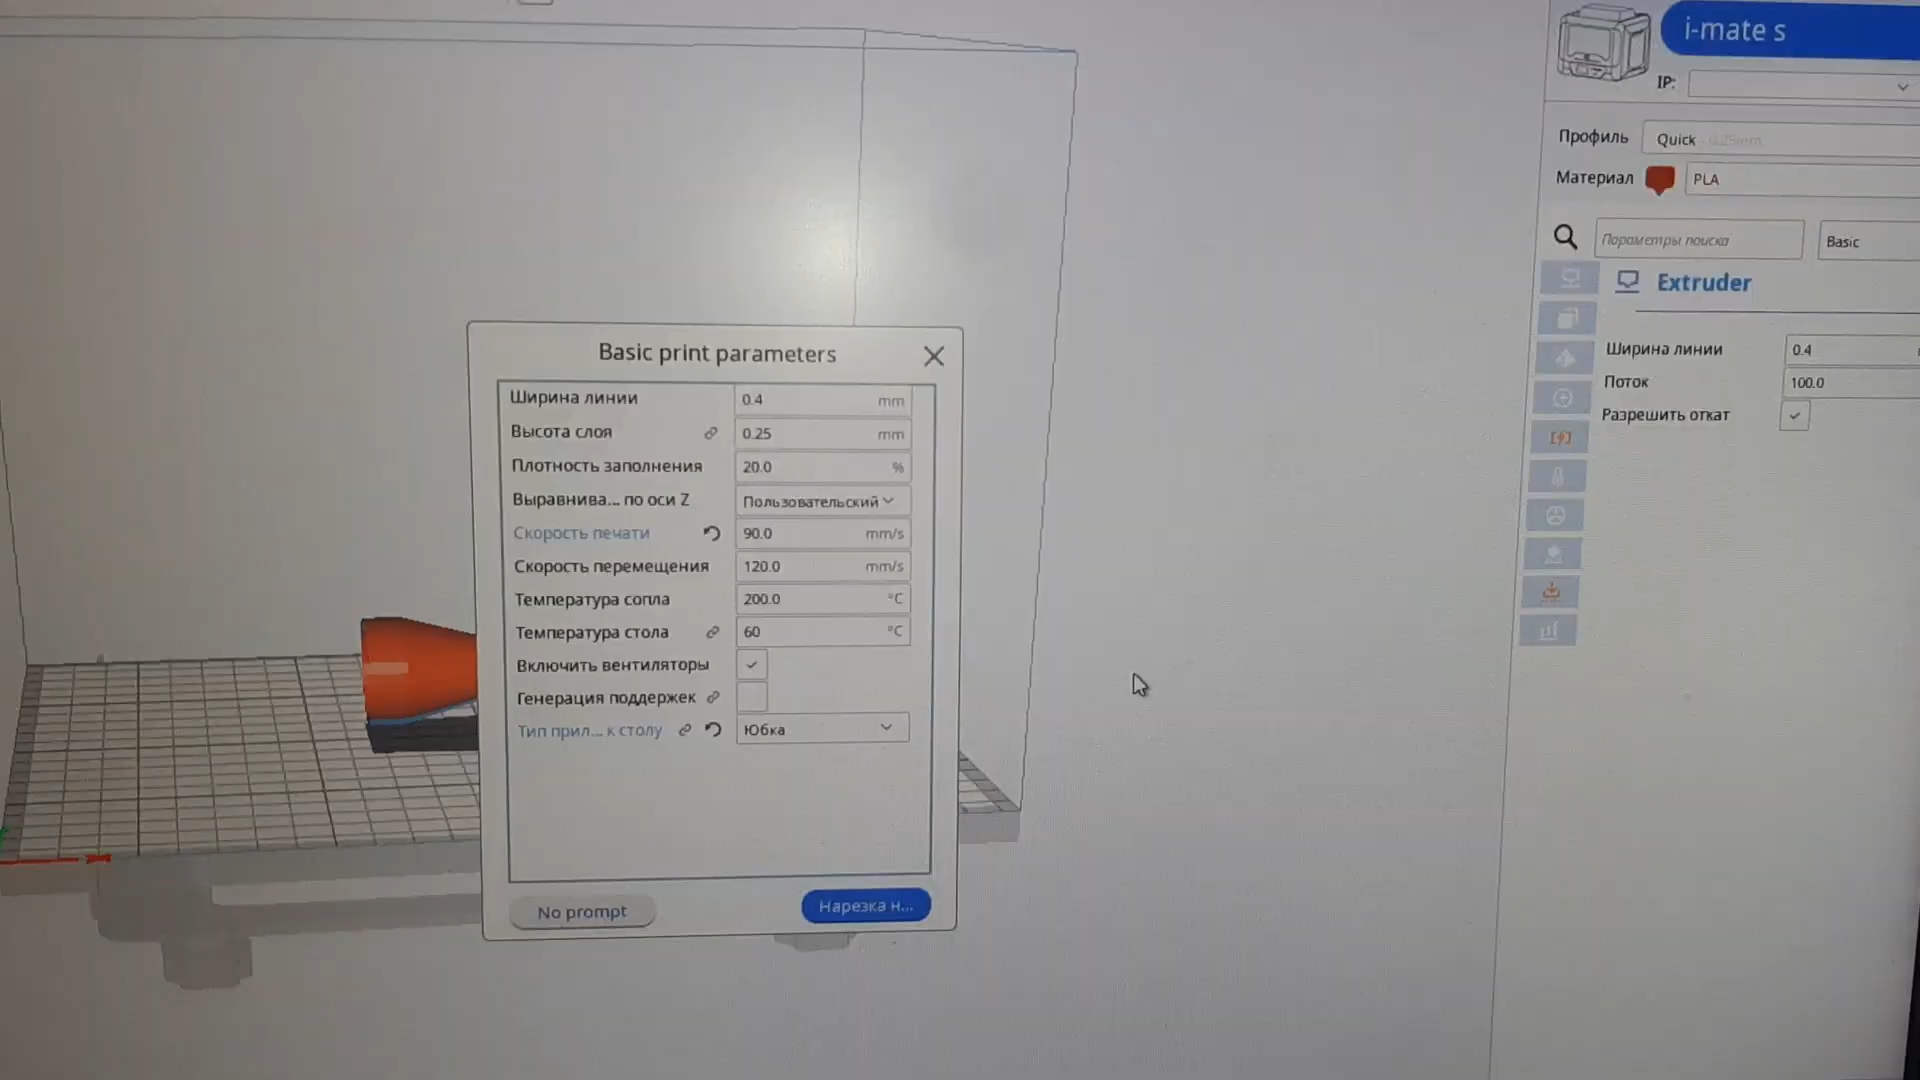 i-mate s
IP:
Профиль
Quick - 0.25mm
Материал
PLA
Параметры поиска
Basic
Extruder
Ширина линии
0.4
Поток
100.0
Разрешить откат
Basic print parameters
Ширина линии 0.4 mm
Высота слоя 0.25 mm
Плотность заполнения 20.0 %
Выравнива... по оси Z Пользовательский
Скорость печати 90.0 mm/s
Скорость перемещения 120.0 mm/s
Температура сопла 200.0 °C
Температура стола 60 °C
Включить вентиляторы
Генерация поддержек
Тип прил... к столу Юбка
No prompt
Нарезка н...